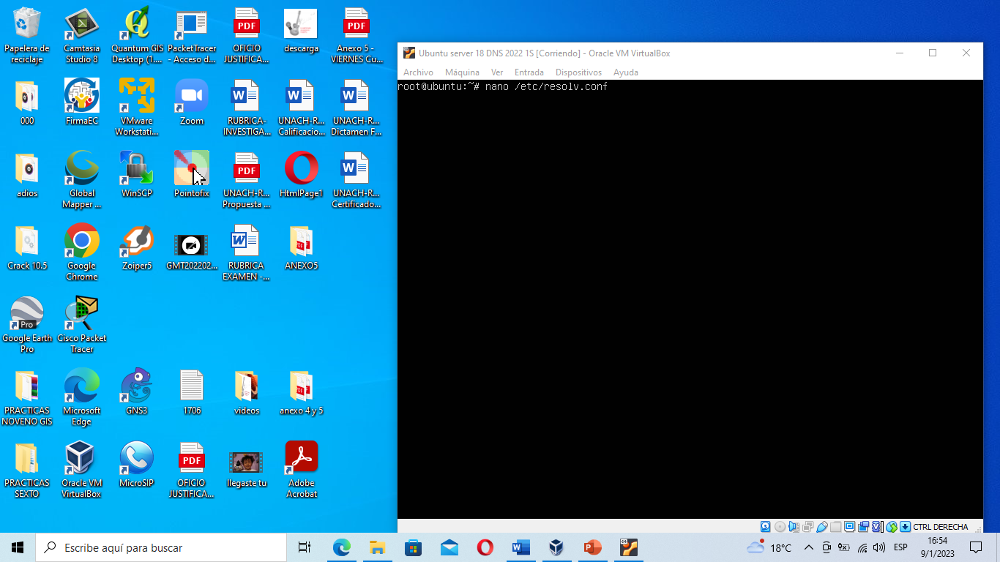 Papelera de
reciclaje
Camtasia
Studio 8
Quantum GIS
Desktop (1....
PacketTracer
- Acceso d...
PDF
OFICIO
JUSTIFICA...
descarga
PDF
Anexo 5 -
VIERNES Cu...
000
FirmaEC
VMware
Workstati...
Zoom
RUBRICA-
INVESTIGA...
UNACH-R...
Calificacio...
UNACH-R...
Dictamen F...
adios
Global
Mapper ...
WinSCP
Pointofix
PDF
UNACH-R...
Propuesta ...
HtmlPage1
UNACH-R...
Certificado...
Crack 10.5
Google
Chrome
Zoiper5
GMT202202...
RUBRICA
EXAMEN -...
ANEXO5
Pro
Google Earth
Pro
Cisco Packet
Tracer
PRACTICAS
NOVENO GIS
Microsoft
Edge
GNS3
1706
videos
anexo 4 y 5
PRACTICAS
SEXTO
Oracle VM
VirtualBox
MicroSIP
PDF
OFICIO
JUSTIFICA...
llegaste tu
Adobe
Acrobat
Ubuntu server 18 DNS 2022 1S [Corriendo] - Oracle VM VirtualBox
Archivo Máquina Ver Entrada Dispositivos Ayuda
root@ubuntu:~# nano /etc/resolv.conf
CTRL DERECHA
Escribe aquí para buscar
18°C
ESP
16:54
9/1/2023